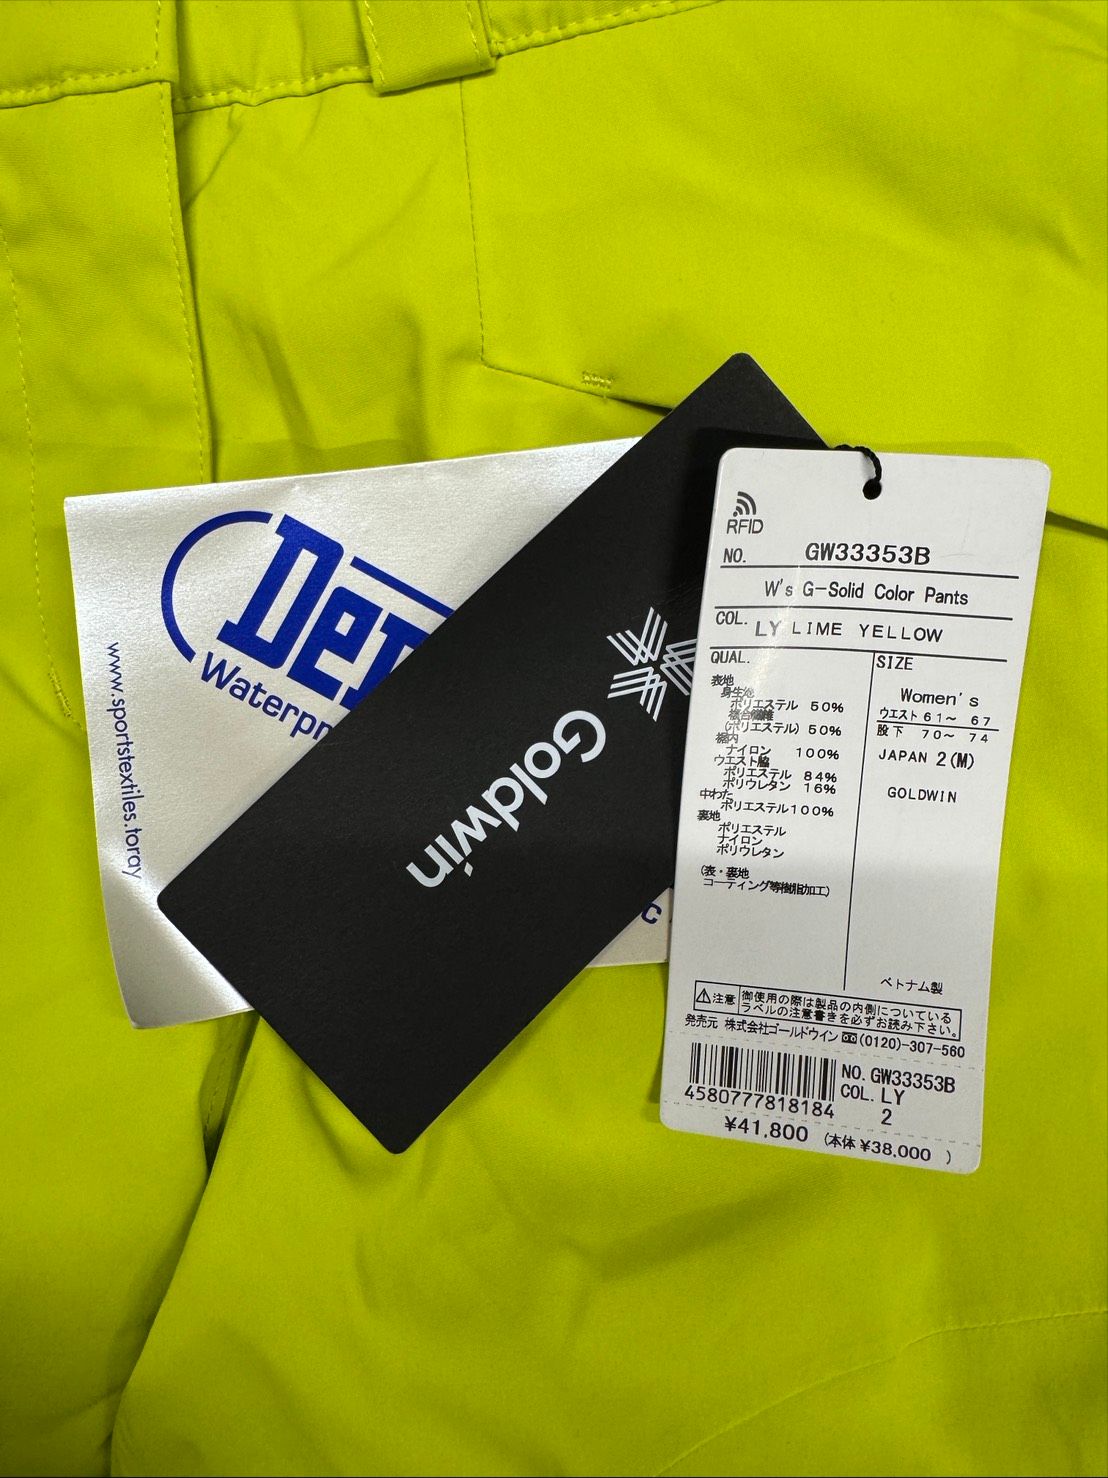 Der
Waterpr
www.sportstextiles.toray
c
Goldwin
RFID
NO. GW33353B
W's G-Solid Color Pants
COL. LY LIME YELLOW
QUAL.
表地
身生地
ポリエステル 50%
複合繊維
(ポリエステル) 50%
裾内
ナイロン 100%
ウエスト脇
ポリエステル 84%
ポリウレタン 16%
中わた
ポリエステル100%
裏地
ポリエステル
ナイロン
ポリウレタン
(表・裏地
コーティング等樹脂加工)
SIZE
Women's
ウエスト 61～ 67
股下 70～ 74
JAPAN 2(M)
GOLDWIN
ベトナム製
注意 御使用の際は製品の内側についている
ラベルの注意書きを必ずお読み下さい。
発売元 株式会社ゴールドウイン (0120)-307-560
4580777818184
NO. GW33353B
COL. LY
2
¥41,800 (本体 ¥38,000 )